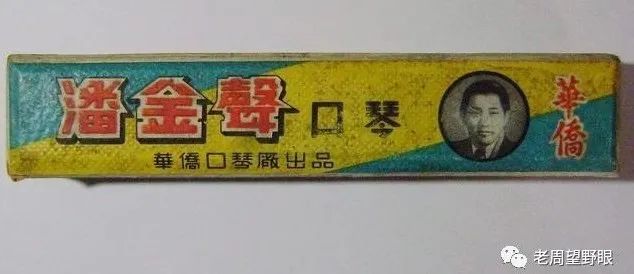 潘金聲口琴
華僑口琴廠出品
華僑
老周望野眼